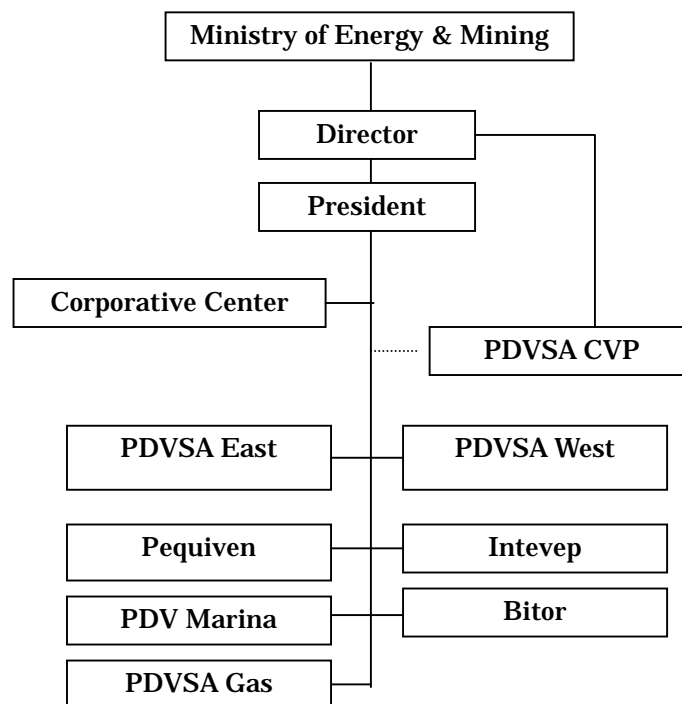 Ministry of Energy & Mining
Director
President
Corporative Center
PDVSA CVP
PDVSA East
PDVSA West
Pequiven
Intevep
PDV Marina
Bitor
PDVSA Gas